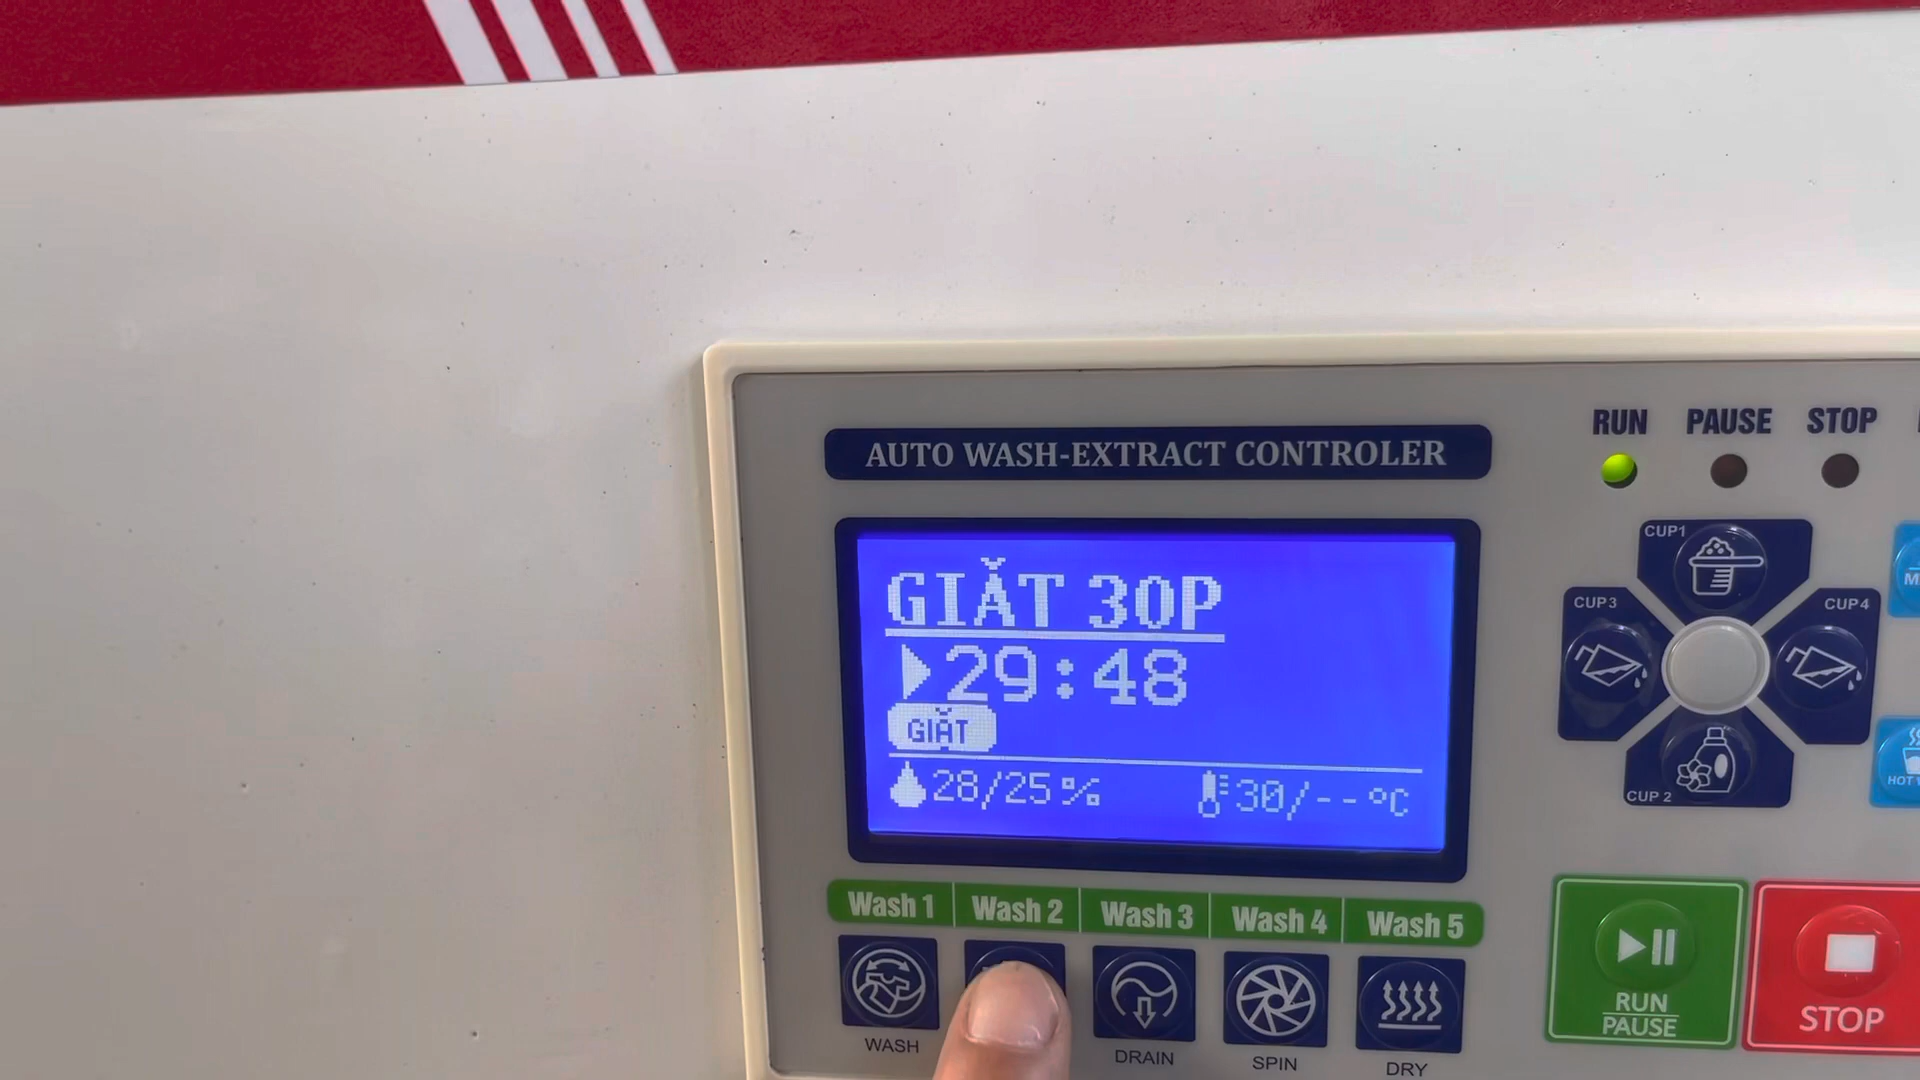 AUTO WASH-EXTRACT CONTROLER
RUN PAUSE STOP
GIẶT 30P
29:48
GIẶT
28/25% 30/--°C
CUP1
CUP3
CUP4
CUP 2
HOT
Wash 1 Wash 2 Wash 3 Wash 4 Wash 5
WASH
DRAIN
SPIN
DRY
RUN
PAUSE
STOP